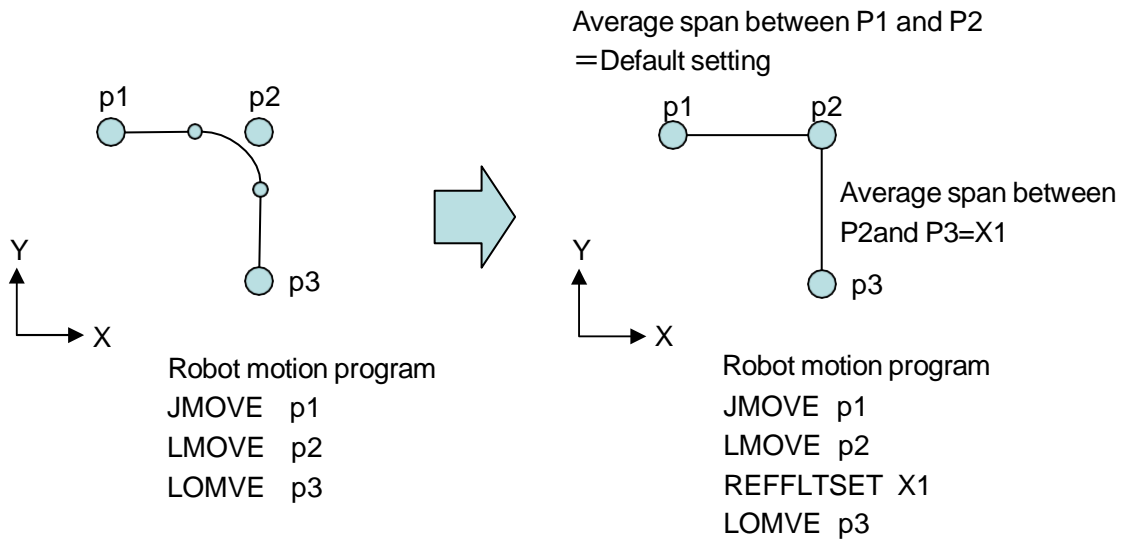 Average span between P1 and P2
＝Default setting
p1
p2
p3
Y
X
Robot motion program
JMOVE p1
LMOVE p2
LOMVE p3
p1
p2
Average span between
P2and P3=X1
p3
Y
X
Robot motion program
JMOVE p1
LMOVE p2
REFFLTSET X1
LOMVE p3